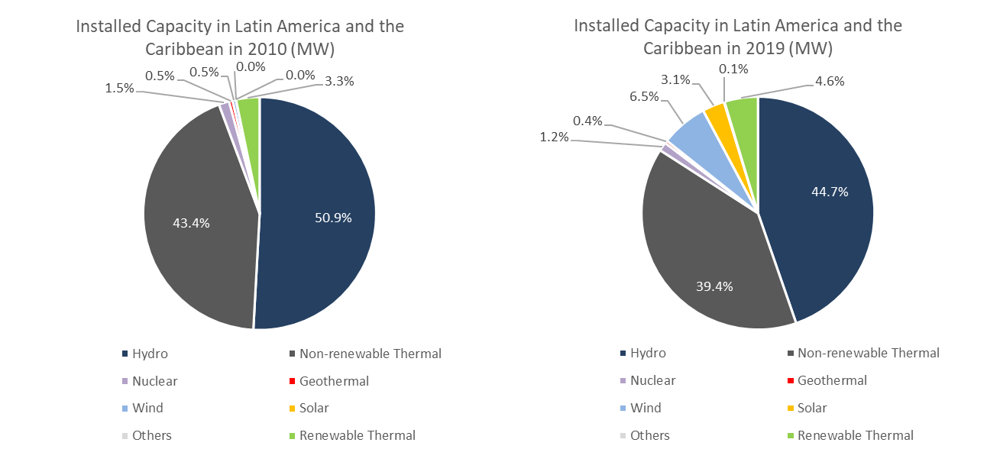 Installed Capacity in Latin America and the
Caribbean in 2010 (MW)
0.0%
0.5%
0.5%
0.0%
1.5%
3.3%
43.4%
50.9%
Hydro
Non-renewable Thermal
Nuclear
Geothermal
Wind
Solar
Others
Renewable Thermal
Installed Capacity in Latin America and the
Caribbean in 2019 (MW)
0.1%
3.1%
4.6%
6.5%
0.4%
1.2%
44.7%
39.4%
Hydro
Non-renewable Thermal
Nuclear
Geothermal
Wind
Solar
Others
Renewable Thermal